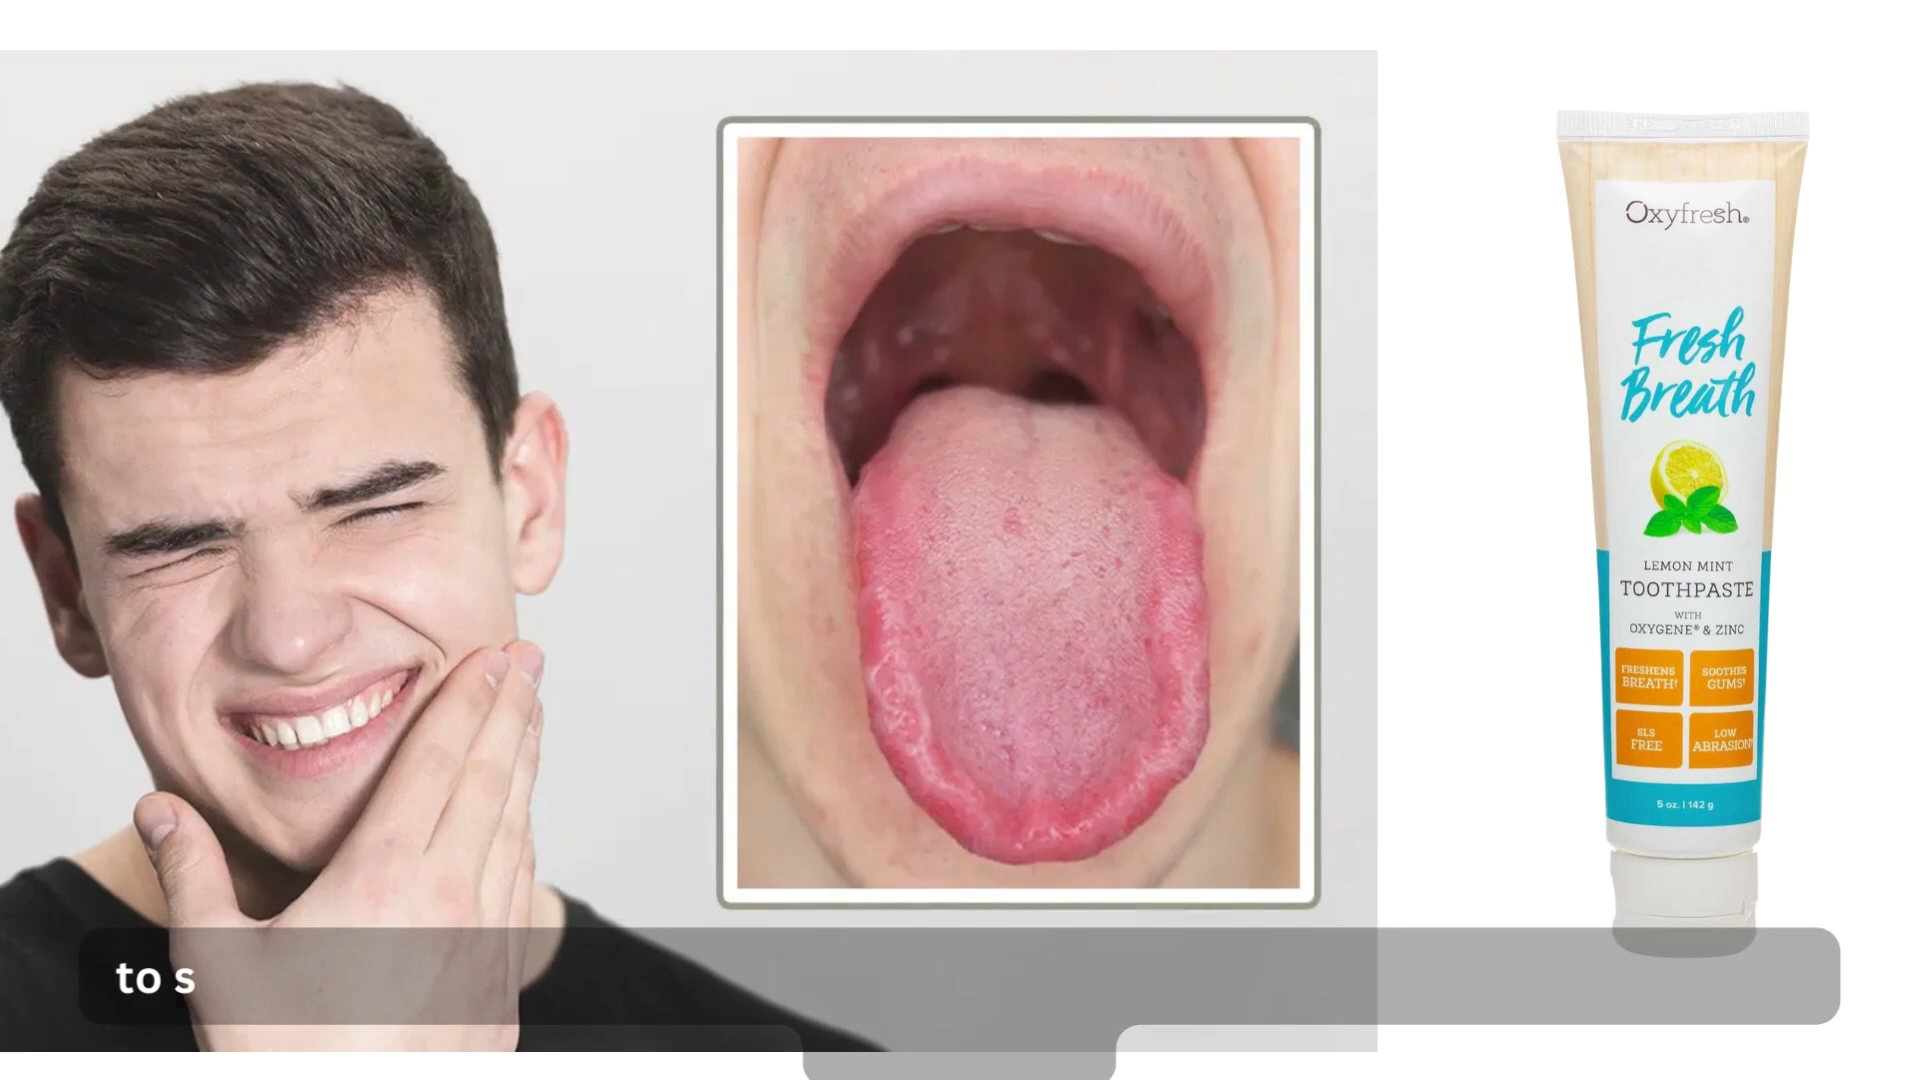 Oxyfresh®
Fresh
Breath
LEMON MINT
TOOTHPASTE
WITH
OXYGENE® & ZINC
FRESHENS
BREATH†
SOOTHES
GUMS†
SLS
FREE
LOW
ABRASION†
5 oz. | 142 g
to s